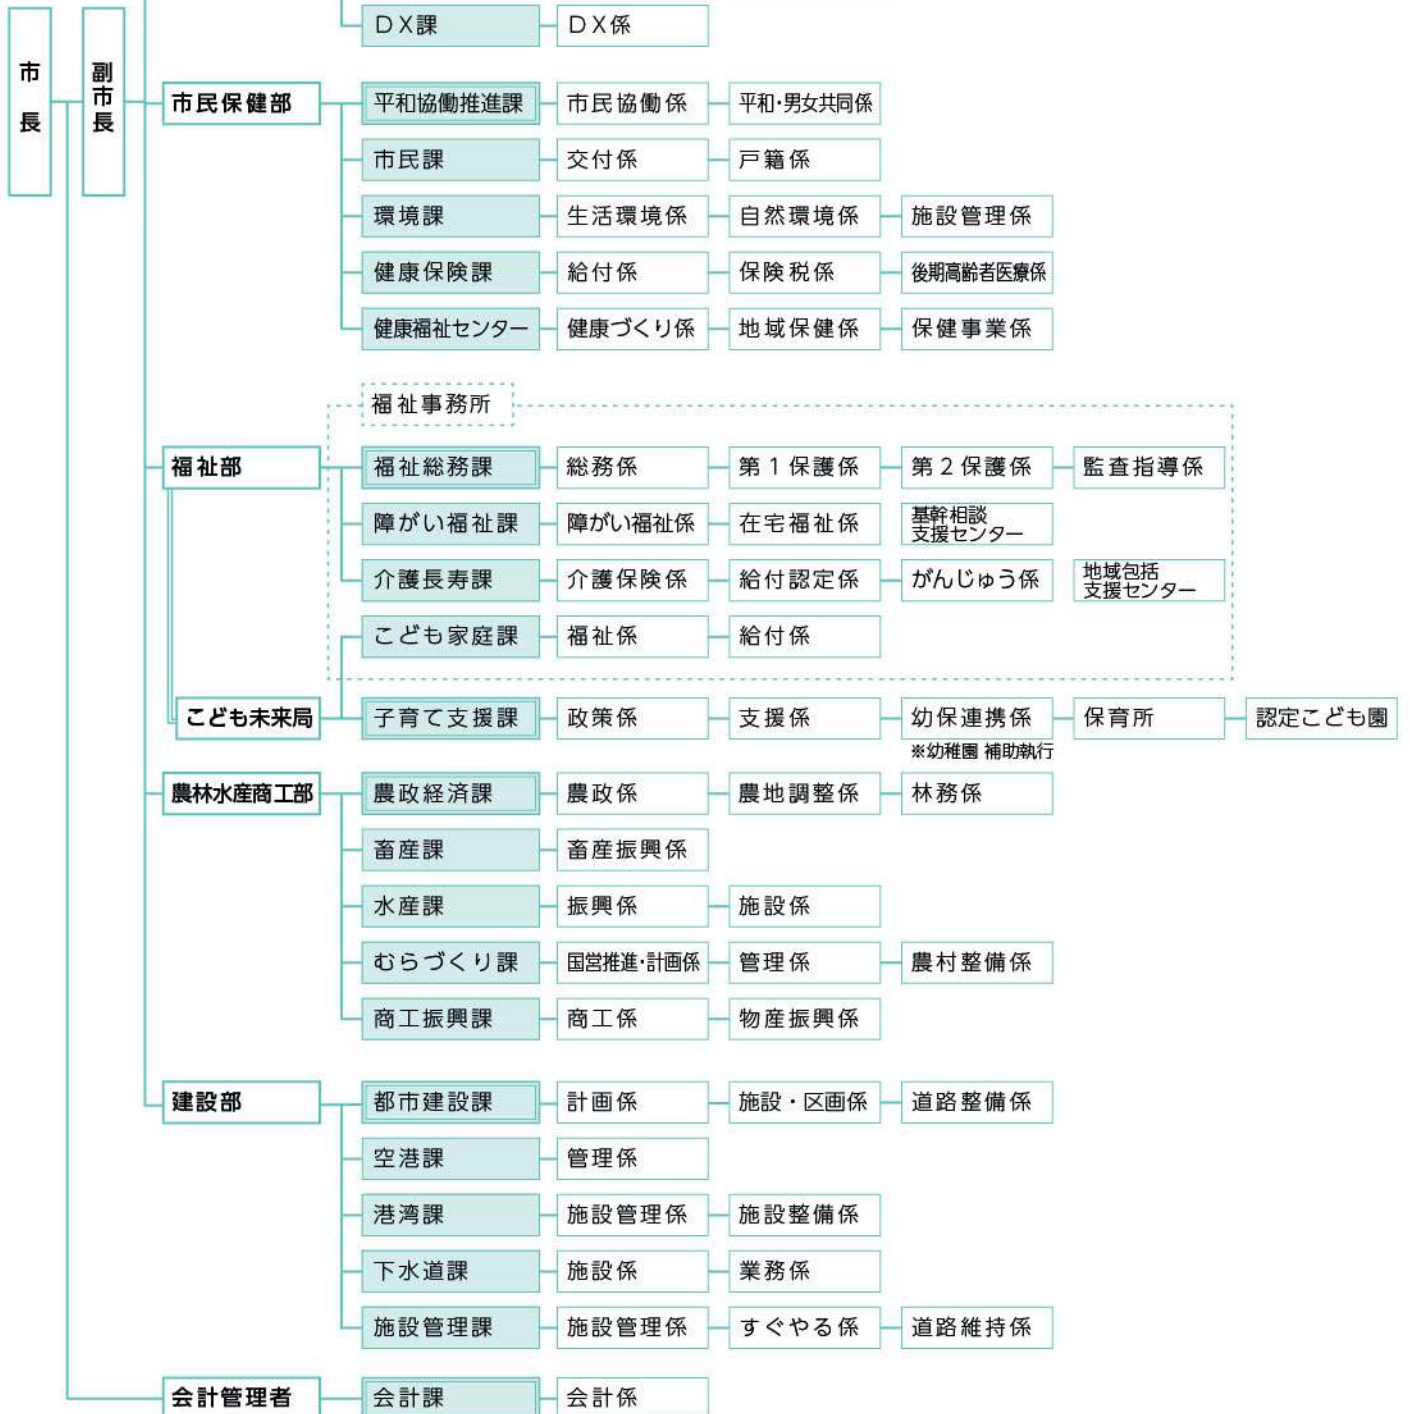 市長
副市長
DX課 DX係
市民保健部 平和協働推進課 市民協働係 平和・男女共同係
市民課 交付係 戸籍係
環境課 生活環境係 自然環境係 施設管理係
健康保険課 給付係 保険税係 後期高齢者医療係
健康福祉センター 健康づくり係 地域保健係 保健事業係
福祉事務所
福祉部 福祉総務課 総務係 第1保護係 第2保護係 監査指導係
障がい福祉課 障がい福祉係 在宅福祉係 基幹相談
支援センター
介護長寿課 介護保険係 給付認定係 がんじゅう係 地域包括
支援センター
こども家庭課 福祉係 給付係
こども未来局 子育て支援課 政策係 支援係 幼保連携係 保育所 認定こども園
※幼稚園 補助執行
農林水産商工部 農政経済課 農政係 農地調整係 林務係
畜産課 畜産振興係
水産課 振興係 施設係
むらづくり課 国営推進・計画係 管理係 農村整備係
商工振興課 商工係 物産振興係
建設部 都市建設課 計画係 施設・区画係 道路整備係
空港課 管理係
港湾課 施設管理係 施設整備係
下水道課 施設係 業務係
施設管理課 施設管理係 すぐやる係 道路維持係
会計管理者 会計課 会計係